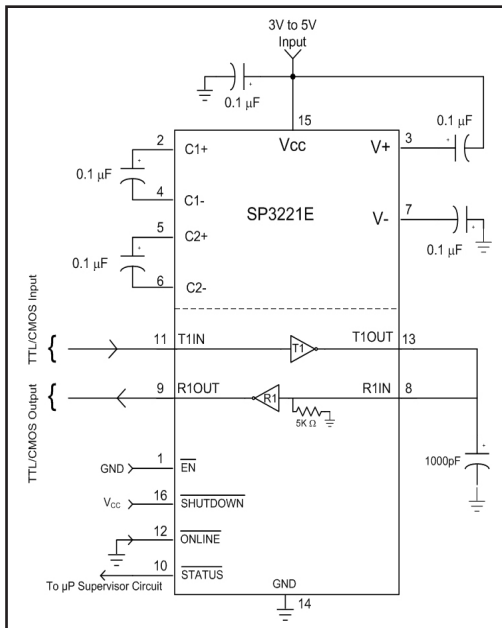 3V to 5V
Input
0.1 µF
15
0.1 µF
2
C1+
Vcc
V+
3
0.1 µF
4
C1-
SP3221E
5
C2+
V-
7
0.1 µF
0.1 µF
6
C2-
TTL/CMOS Input
11
T1IN
T1
T1OUT
13
TTL/CMOS Output
9
R1OUT
R1
R1IN
8
5K Ω
1000pF
GND
1
EN
Vcc
16
SHUTDOWN
12
ONLINE
10
STATUS
To µP Supervisor Circuit
GND
14